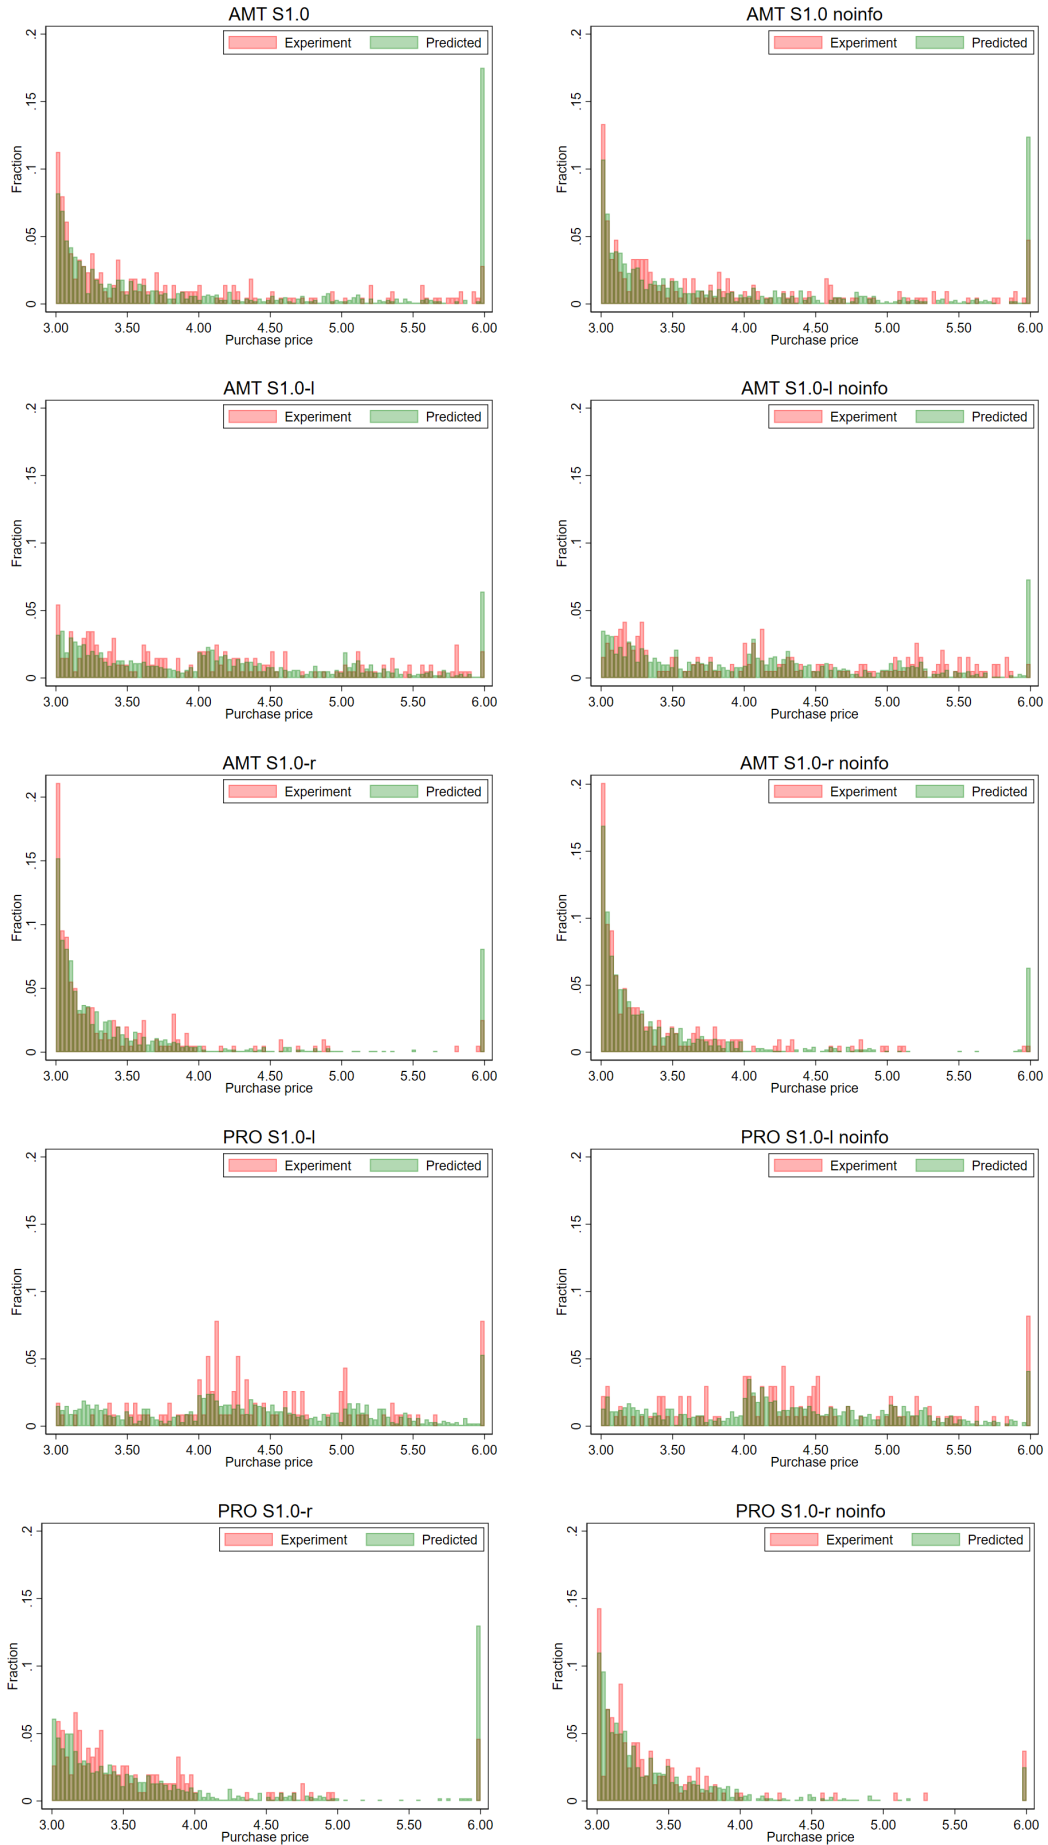 AMT S1.0
Experiment Predicted
.2
.15
.1
.05
0
Fraction
3.00 3.50 4.00 4.50 5.00 5.50 6.00
Purchase price
AMT S1.0 noinfo
Experiment Predicted
.2
.15
.1
.05
0
Fraction
3.00 3.50 4.00 4.50 5.00 5.50 6.00
Purchase price
AMT S1.0-l
Experiment Predicted
.2
.15
.1
.05
0
Fraction
3.00 3.50 4.00 4.50 5.00 5.50 6.00
Purchase price
AMT S1.0-l noinfo
Experiment Predicted
.2
.15
.1
.05
0
Fraction
3.00 3.50 4.00 4.50 5.00 5.50 6.00
Purchase price
AMT S1.0-r
Experiment Predicted
.2
.15
.1
.05
0
Fraction
3.00 3.50 4.00 4.50 5.00 5.50 6.00
Purchase price
AMT S1.0-r noinfo
Experiment Predicted
.2
.15
.1
.05
0
Fraction
3.00 3.50 4.00 4.50 5.00 5.50 6.00
Purchase price
PRO S1.0-l
Experiment Predicted
.2
.15
.1
.05
0
Fraction
3.00 3.50 4.00 4.50 5.00 5.50 6.00
Purchase price
PRO S1.0-l noinfo
Experiment Predicted
.2
.15
.1
.05
0
Fraction
3.00 3.50 4.00 4.50 5.00 5.50 6.00
Purchase price
PRO S1.0-r
Experiment Predicted
.2
.15
.1
.05
0
Fraction
3.00 3.50 4.00 4.50 5.00 5.50 6.00
Purchase price
PRO S1.0-r noinfo
Experiment Predicted
.2
.15
.1
.05
0
Fraction
3.00 3.50 4.00 4.50 5.00 5.50 6.00
Purchase price